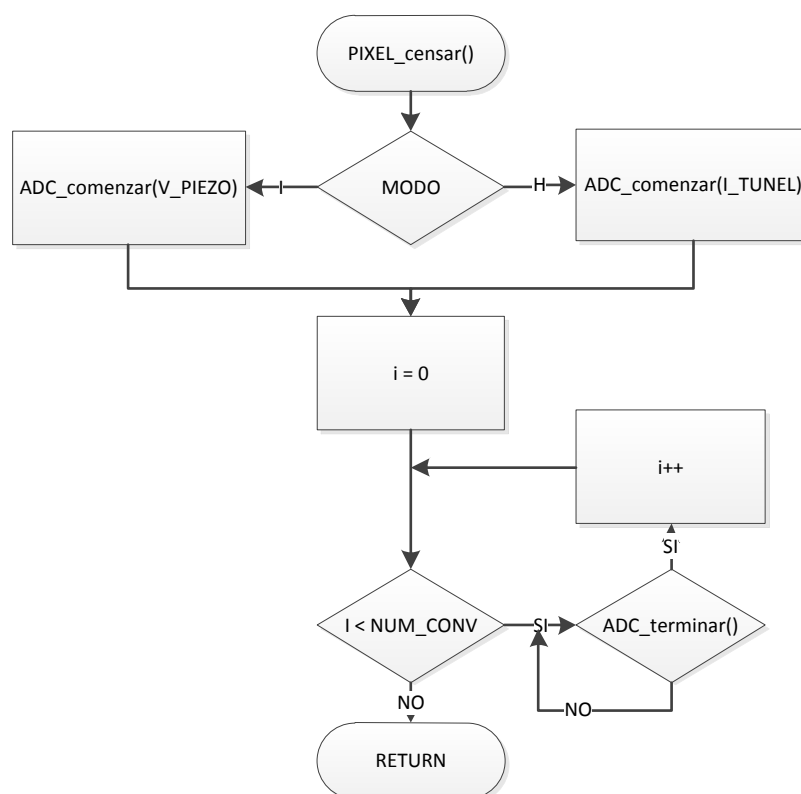 PIXEL_censar()
ADC_comenzar(V_PIEZO)
I
MODO
H
ADC_comenzar(I_TUNEL)
i = 0
i++
SI
I < NUM_CONV
SI
ADC_terminar()
NO
NO
RETURN